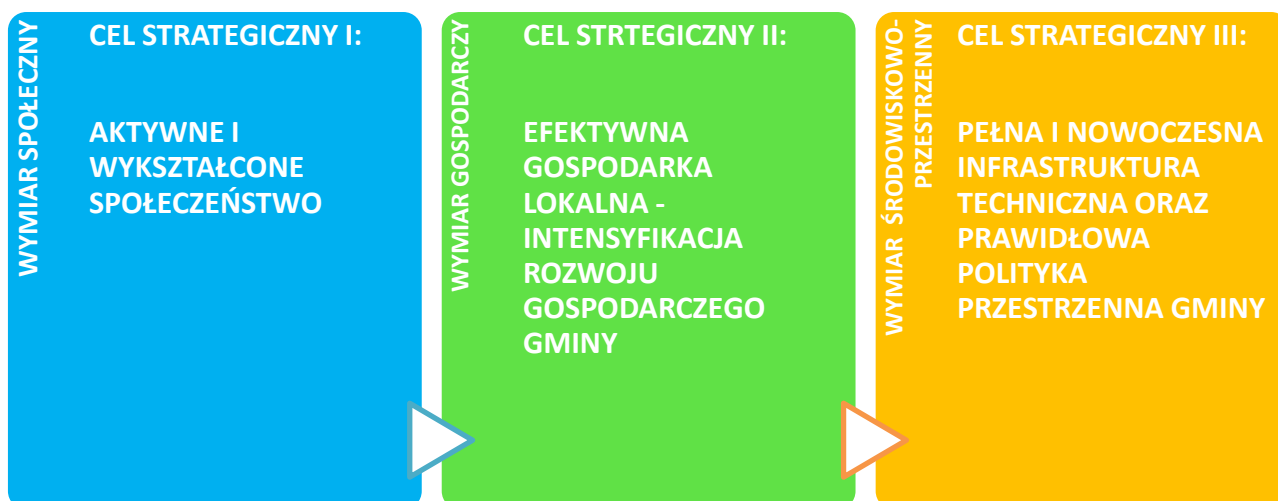 WYMIAR SPOŁECZNY
CEL STRATEGICZNY I:
AKTYWNE I
WYKSZTAŁCONE
SPOŁECZEŃSTWO
WYMIAR GOSPODARCZY
CEL STRTEGICZNY II:
EFEKTYWNA
GOSPODARKA
LOKALNA -
INTENSYFIKACJA
ROZWOJU
GOSPODARCZEGO
GMINY
WYMIAR ŚRODOWISKOWO-
PRZESTRZENNY
CEL STRATEGICZNY III:
PEŁNA I NOWOCZESNA
INFRASTRUKTURA
TECHNICZNA ORAZ
PRAWIDŁOWA
POLITYKA
PRZESTRZENNA GMINY